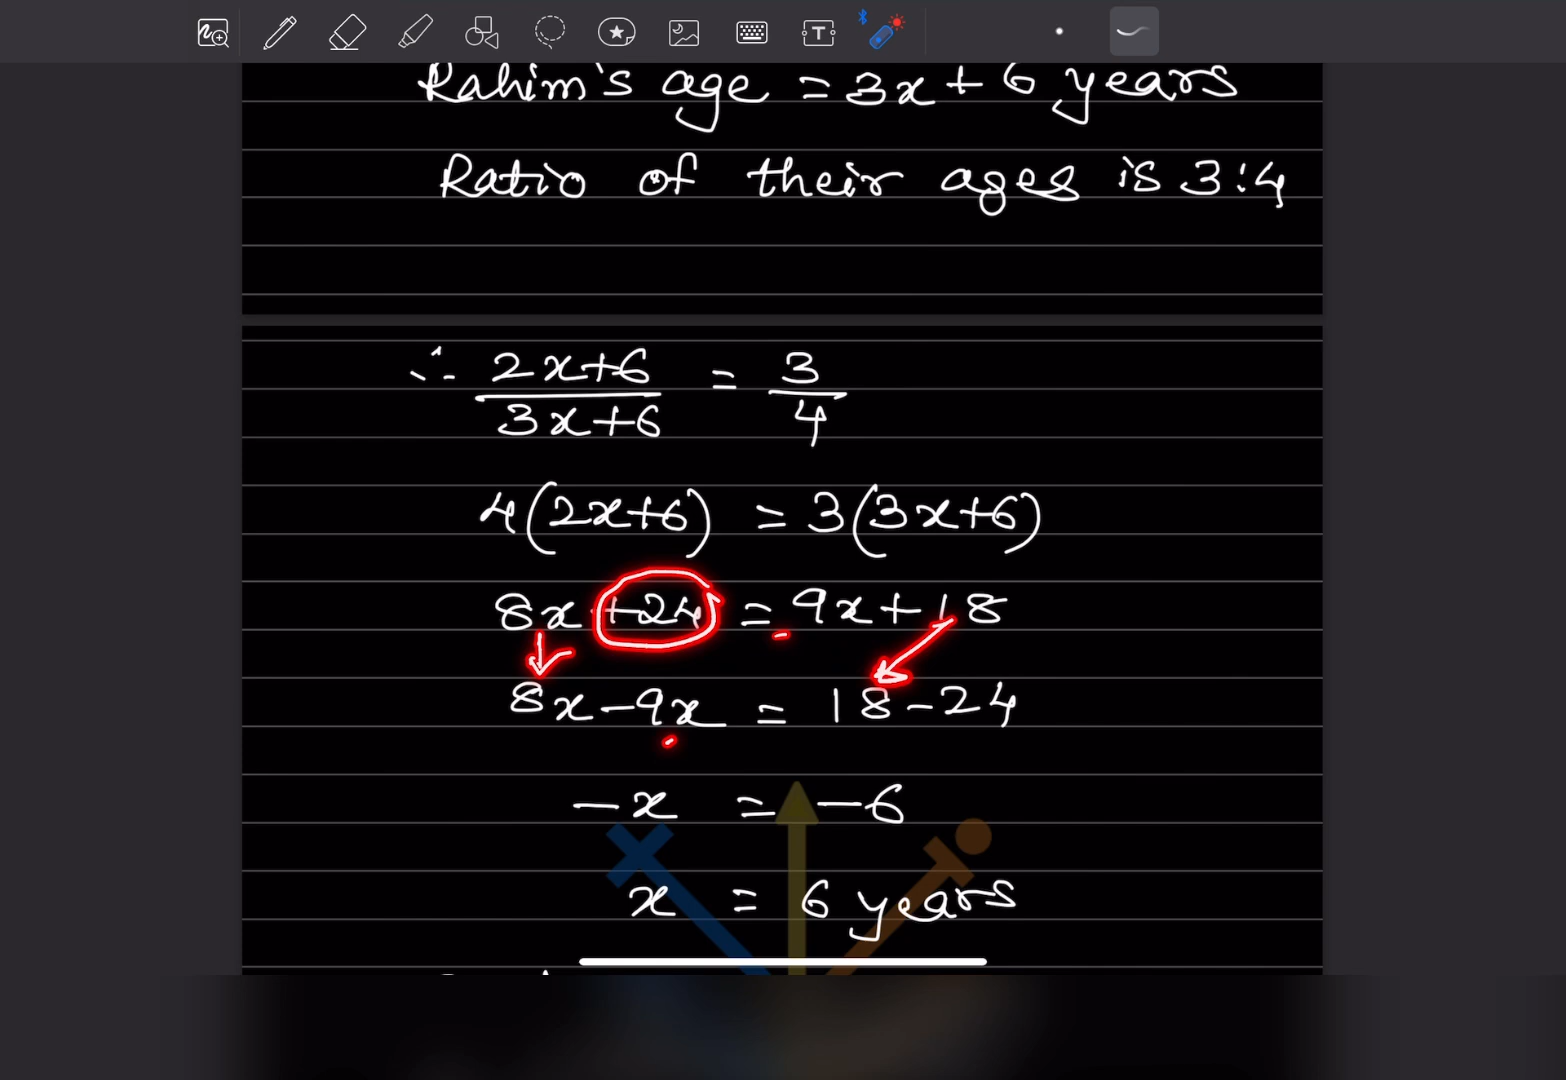 Rahim's age = 3x + 6 years
Ratio of their ages is 3:4
∴ 2x+6/3x+6 = 3/4
4(2x+6) = 3(3x+6)
8x +24 = 9x+18
8x-9x = 18-24
-x = -6
x = 6 years